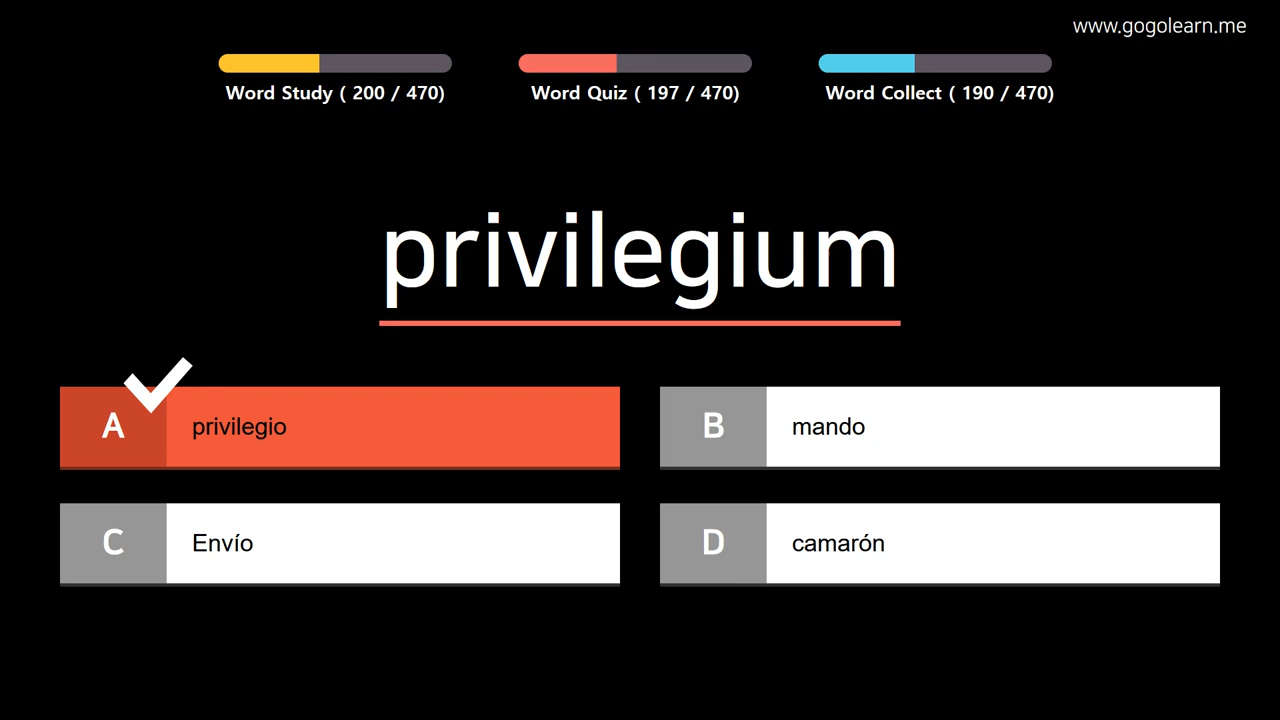 www.gogolearn.me
Word Study ( 200 / 470)
Word Quiz ( 197 / 470)
Word Collect ( 190 / 470)
privilegium
A privilegio
B mando
C Envío
D camarón